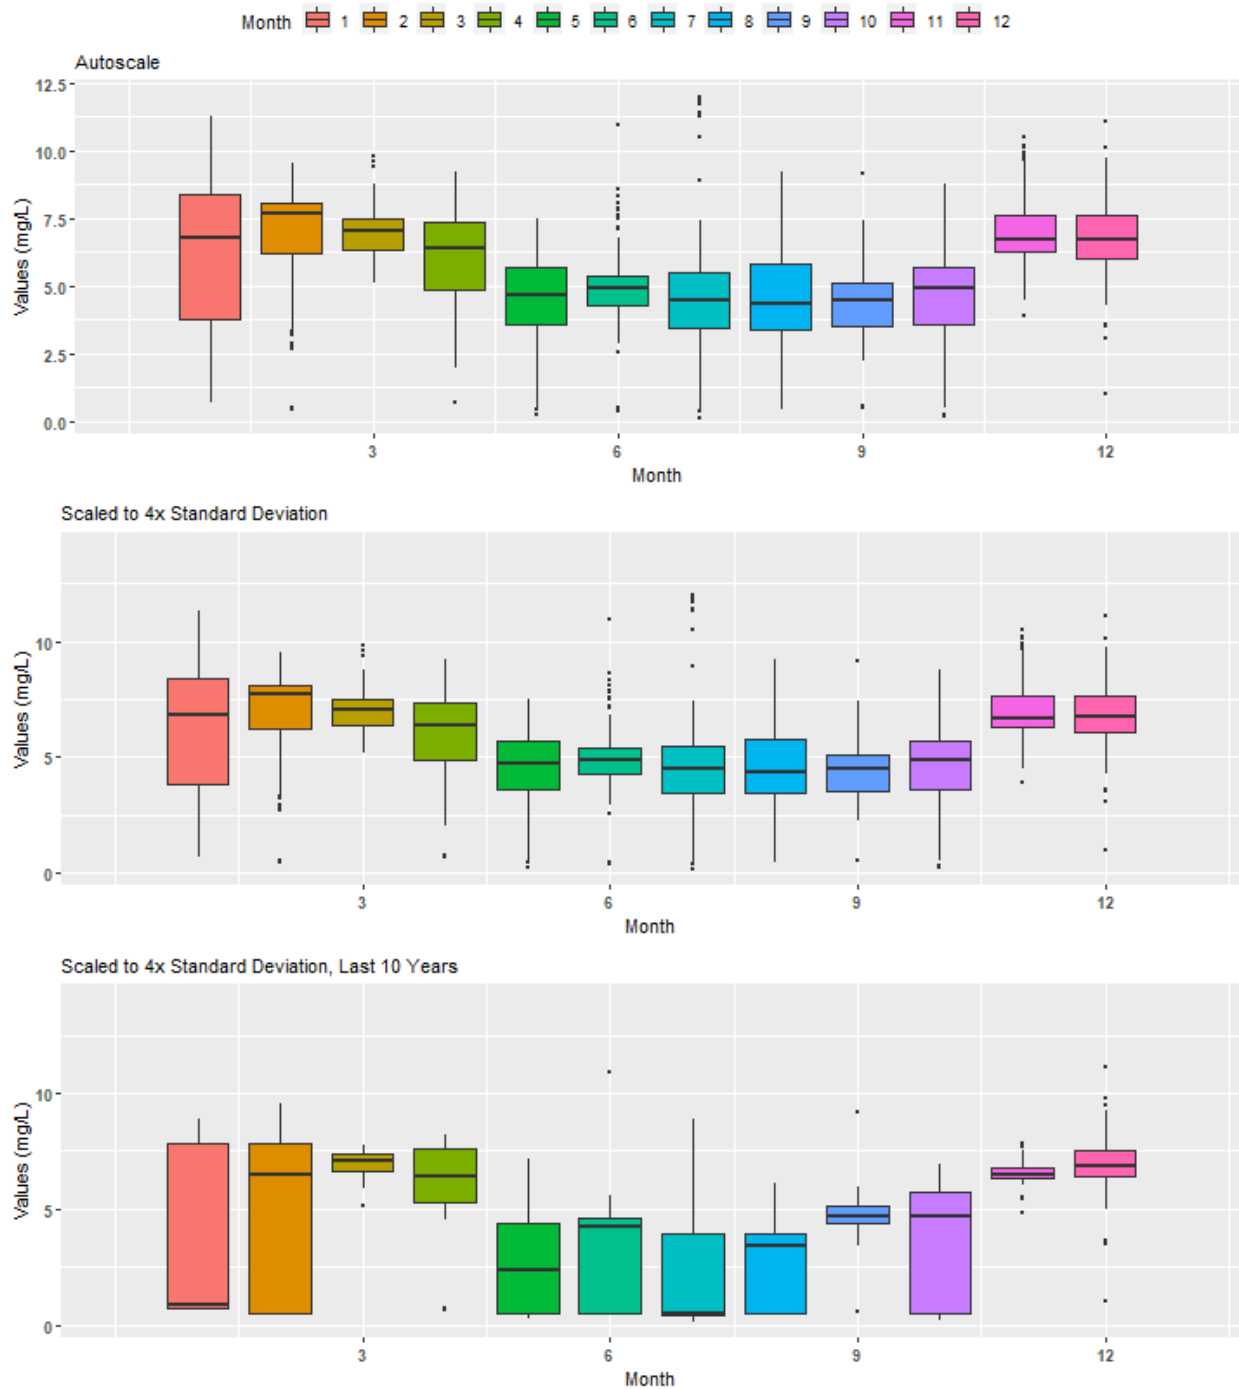 Month 1 2 3 4 5 6 7 8 9 10 11 12
Autoscale
12.5
10.0
7.5
5.0
2.5
0.0
Values (mg/L)
3 6 9 12
Month
Scaled to 4x Standard Deviation
10
5
0
Values (mg/L)
3 6 9 12
Month
Scaled to 4x Standard Deviation, Last 10 Years
10
5
0
Values (mg/L)
3 6 9 12
Month